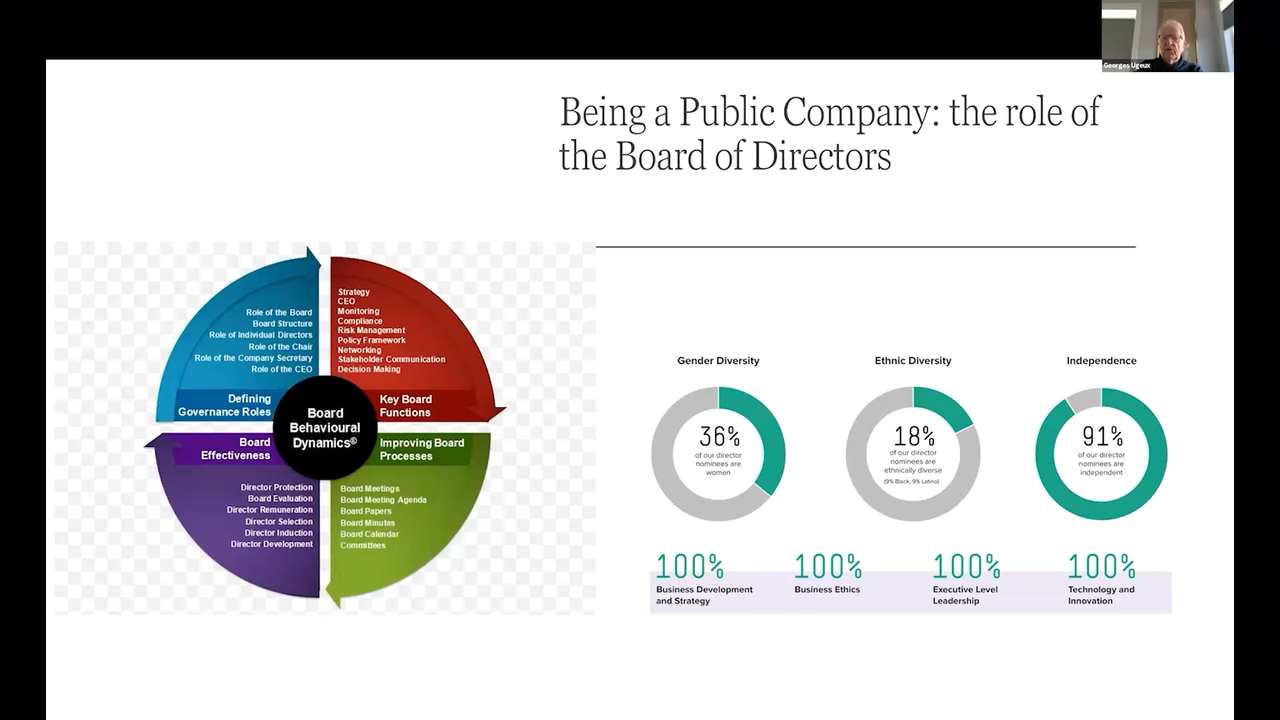 Georges Ugeux
Being a Public Company: the role of
the Board of Directors
Role of the Board
Board Structure
Role of Individual Directors
Role of the Chair
Role of the Company Secretary
Role of the CEO
Defining
Governance Roles
Strategy
CEO
Monitoring
Compliance
Risk Management
Policy Framework
Networking
Stakeholder Communication
Decision Making
Key Board
Functions
Board
Behavioural
Dynamics®
Board
Effectiveness
Director Protection
Board Evaluation
Director Remuneration
Director Selection
Director Induction
Director Development
Improving Board
Processes
Board Meetings
Board Meeting Agenda
Board Papers
Board Minutes
Board Calendar
Committees
Gender Diversity
36%
of our director
nominees are
women
Ethnic Diversity
18%
of our director
nominees are
ethnically diverse
(9% Black, 9% Latino)
Independence
91%
of our director
nominees are
independent
100%
Business Development
and Strategy
100%
Business Ethics
100%
Executive Level
Leadership
100%
Technology and
Innovation